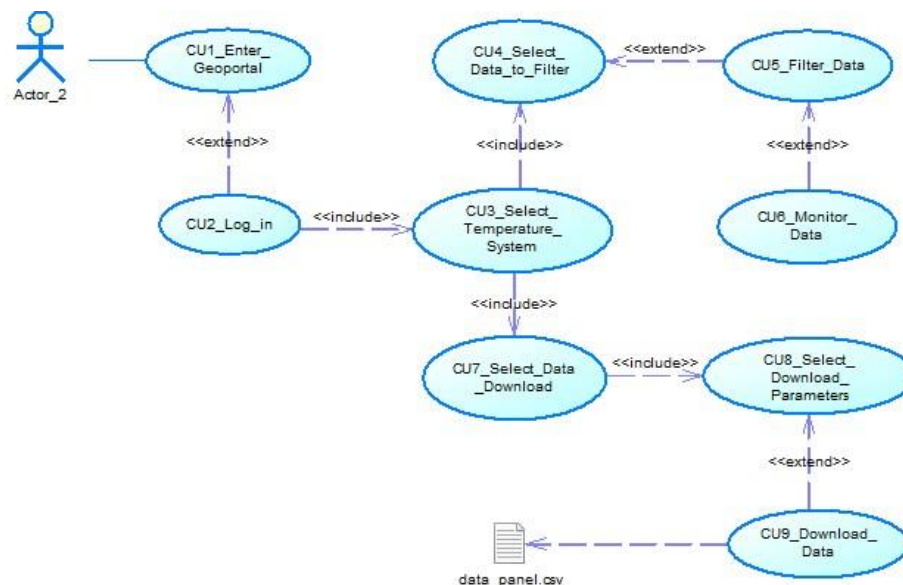 Actor_2
CU1_Enter_
Geoportal
<<extend>>
CU2_Log_in
<<include>>
CU3_Select_
Temperature_
System
<<include>>
CU4_Select_
Data_to_Filter
<<extend>>
CU5_Filter_Data
<<extend>>
CU6_Monitor_
Data
<<include>>
CU7_Select_Data
_Download
<<include>>
CU8_Select_
Download_
Parameters
<<extend>>
CU9_Download_
Data
data_panel.csv